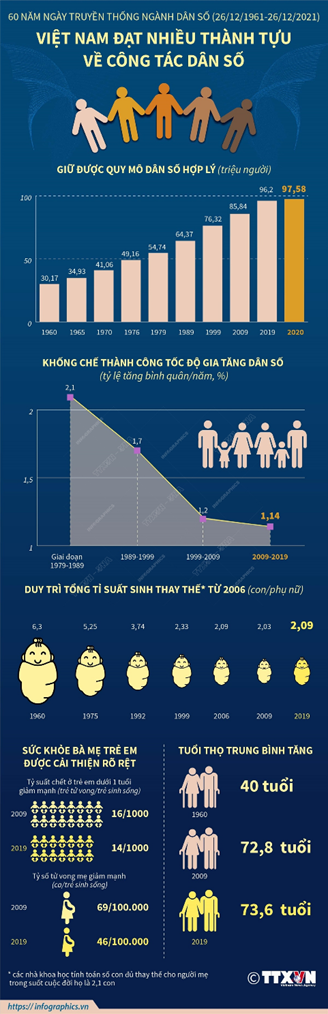 60 NĂM NGÀY TRUYỀN THỐNG NGÀNH DÂN SỐ (26/12/1961-26/12/2021)
VIỆT NAM ĐẠT NHIỀU THÀNH TỰU
VỀ CÔNG TÁC DÂN SỐ
GIỮ ĐƯỢC QUY MÔ DÂN SỐ HỢP LÝ (triệu người)
100
50
0
30,17
34,93
41,06
49,16
54,74
64,37
76,32
85,84
96,2
97,58
1960
1965
1970
1976
1979
1989
1999
2009
2019
2020
KHỐNG CHẾ THÀNH CÔNG TỐC ĐỘ GIA TĂNG DÂN SỐ
(tỷ lệ tăng bình quân/năm, %)
2
1,5
1
2,1
1,7
1,2
1,14
Giai đoạn
1979-1989
1989-1999
1999-2009
2009-2019
DUY TRÌ TỔNG TỈ SUẤT SINH THAY THẾ* TỪ 2006 (con/phụ nữ)
6,3
5,25
3,74
2,33
2,09
2,03
2,09
1960
1975
1992
1999
2006
2009
2019
SỨC KHỎE BÀ MẸ TRẺ EM
ĐƯỢC CẢI THIỆN RÕ RỆT
Tỷ suất chết ở trẻ em dưới 1 tuổi
giảm mạnh (trẻ tử vong/trẻ sinh sống)
2009
16/1000
2019
14/1000
Tỷ số tử vong mẹ giảm mạnh
(ca/trẻ sinh sống)
2009
69/100.000
2019
46/100.000
TUỔI THỌ TRUNG BÌNH TĂNG
40 tuổi
1960
72,8 tuổi
2009
73,6 tuổi
2019
* các nhà khoa học tính toán số con đủ thay thế cho người mẹ
trong suốt cuộc đời họ là 2,1 con
© TTXVN
Vietnam News Agency
https://infographics.vn